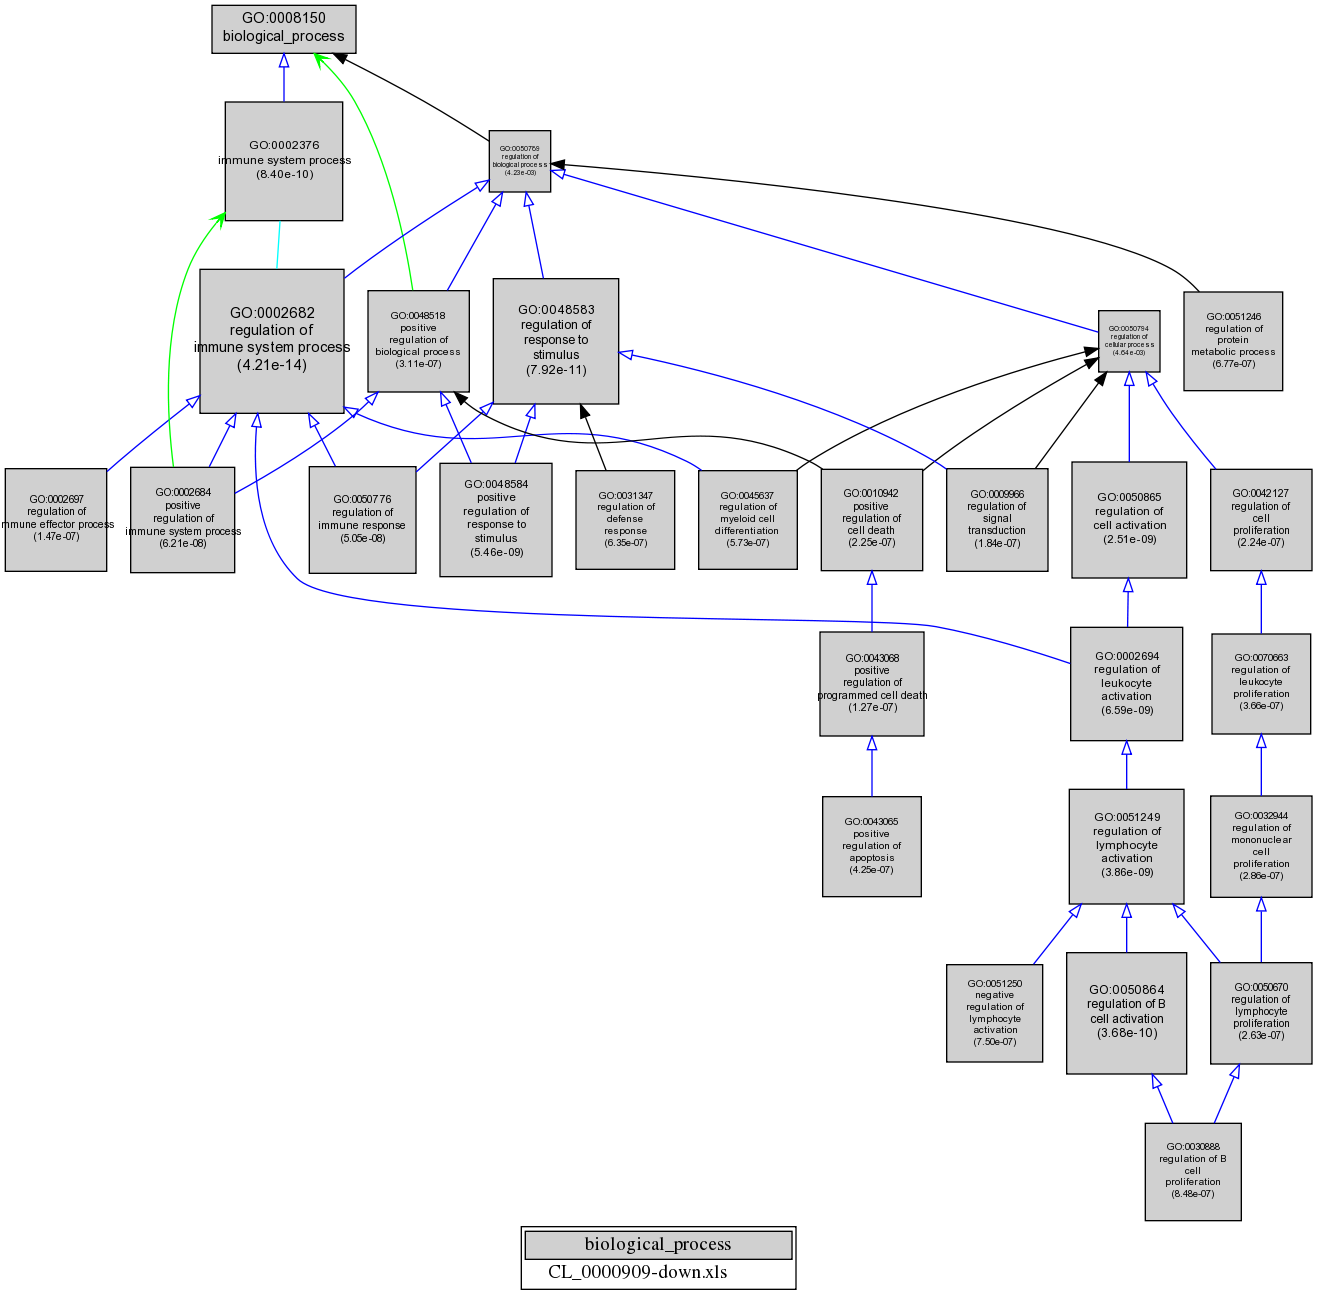 GO:0008150
biological_process
GO:0002376
immune system process
(8.40e-10)
GO:0050789
regulation of
biological process
(4.23e-03)
GO:0002682
regulation of
immune system process
(4.21e-14)
GO:0048518
positive
regulation of
biological process
(3.11e-07)
GO:0048583
regulation of
response to
stimulus
(7.92e-11)
GO:0050794
regulation of
cellular process
(4.64e-03)
GO:0051246
regulation of
protein
metabolic process
(6.77e-07)
GO:0002697
regulation of
immune effector process
(1.47e-07)
GO:0002684
positive
regulation of
immune system process
(6.21e-08)
GO:0050776
regulation of
immune response
(5.05e-08)
GO:0048584
positive
regulation of
response to
stimulus
(5.46e-09)
GO:0031347
regulation of
defense
response
(6.35e-07)
GO:0045637
regulation of
myeloid cell
differentiation
(5.73e-07)
GO:0010942
positive
regulation of
cell death
(2.25e-07)
GO:0009966
regulation of
signal
transduction
(1.84e-07)
GO:0050865
regulation of
cell activation
(2.51e-09)
GO:0042127
regulation of
cell
proliferation
(2.24e-07)
GO:0043068
positive
regulation of
programmed cell death
(1.27e-07)
GO:0002694
regulation of
leukocyte
activation
(6.59e-09)
GO:0070663
regulation of
leukocyte
proliferation
(3.66e-07)
GO:0043065
positive
regulation of
apoptosis
(4.25e-07)
GO:0051249
regulation of
lymphocyte
activation
(3.86e-09)
GO:0032944
regulation of
mononuclear
cell
proliferation
(2.86e-07)
GO:0051250
negative
regulation of
lymphocyte
activation
(7.50e-07)
GO:0050864
regulation of B
cell activation
(3.68e-10)
GO:0050670
regulation of
lymphocyte
proliferation
(2.63e-07)
GO:0030888
regulation of B
cell
proliferation
(8.48e-07)
biological_process
CL_0000909-down.xls